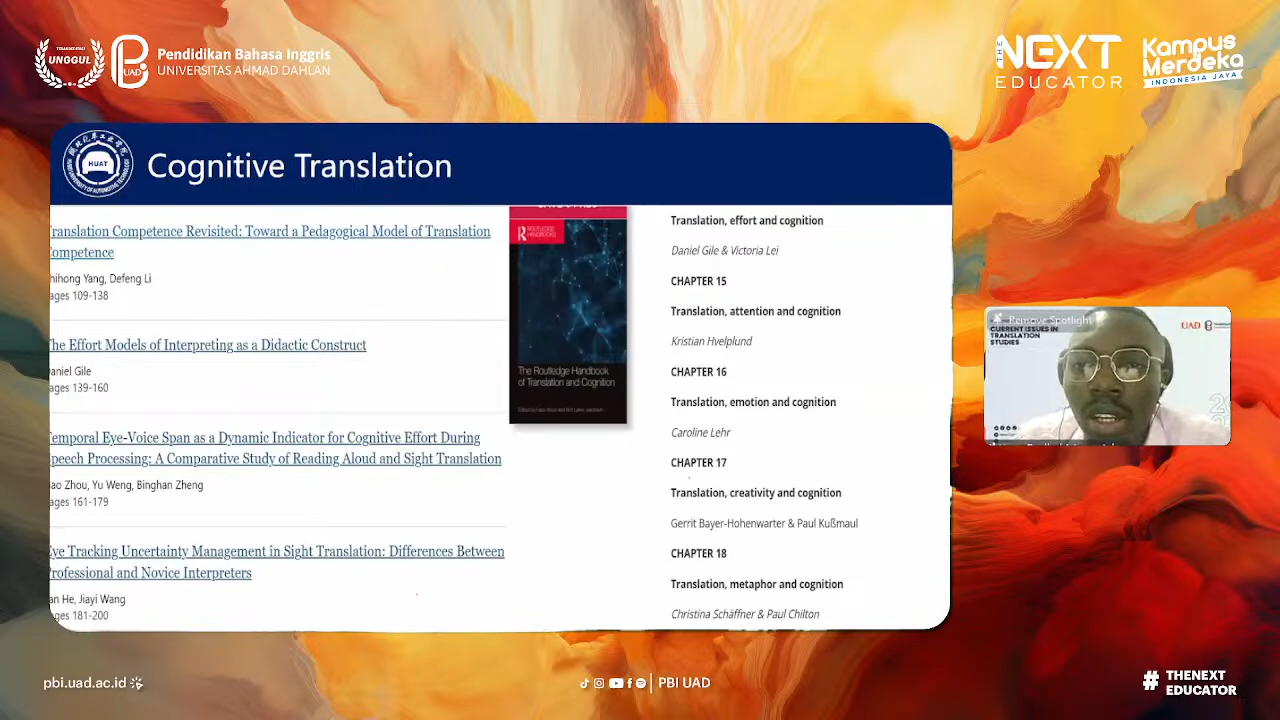 UNGGUL
UAD
Pendidikan Bahasa Inggris
UNIVERSITAS AHMAD DAHLAN
THE
NEXT
EDUCATOR
Kampus
Merdeka
INDONESIA JAYA
HUAT
Cognitive Translation
ranslation Competence Revisited: Toward a Pedagogical Model of Translation
ompetence
hihong Yang, Defeng Li
ages 109-138
he Effort Models of Interpreting as a Didactic Construct
aniel Gile
ages 139-160
emporal Eye-Voice Span as a Dynamic Indicator for Cognitive Effort During
peech Processing: A Comparative Study of Reading Aloud and Sight Translation
ao Zhou, Yu Weng, Binghan Zheng
ages 161-179
ye Tracking Uncertainty Management in Sight Translation: Differences Between
rofessional and Novice Interpreters
an He, Jiayi Wang
ages 181-200
ROUTLEDGE
HANDBOOKS
The Routledge Handbook
of Translation and Cognition
Translation, effort and cognition
Daniel Gile & Victoria Lei
CHAPTER 15
Translation, attention and cognition
Kristian Hvelplund
CHAPTER 16
Translation, emotion and cognition
Caroline Lehr
CHAPTER 17
Translation, creativity and cognition
Gerrit Bayer-Hohenwarter & Paul Kußmaul
CHAPTER 18
Translation, metaphor and cognition
Christina Schäffner & Paul Chilton
Remove Spotlight
CURRENT ISSUES IN
TRANSLATION
STUDIES
UAD
pbi.uad.ac.id
PBI UAD
# THENEXT
EDUCATOR